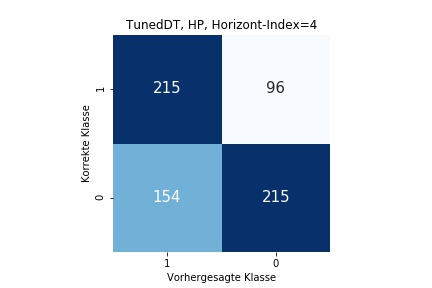 TunedDT, HP, Horizont-Index=4
Korrekte Klasse
1
215
96
0
154
215
1
0
Vorhergesagte Klasse